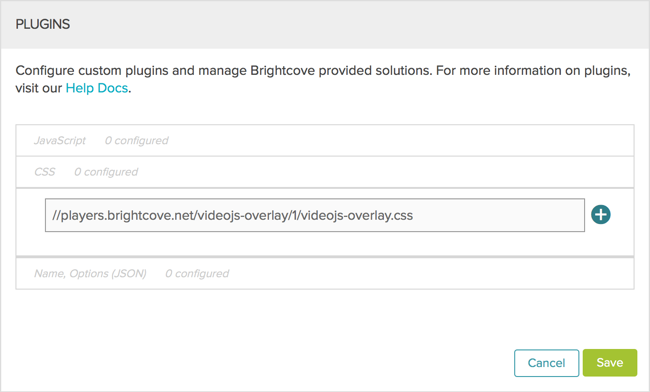 PLUGINS
Configure custom plugins and manage Brightcove provided solutions. For more information on plugins,
visit our Help Docs.
JavaScript 0 configured
CSS 0 configured
//players.brightcove.net/videojs-overlay/1/videojs-overlay.css
Name, Options (JSON) 0 configured
Cancel Save